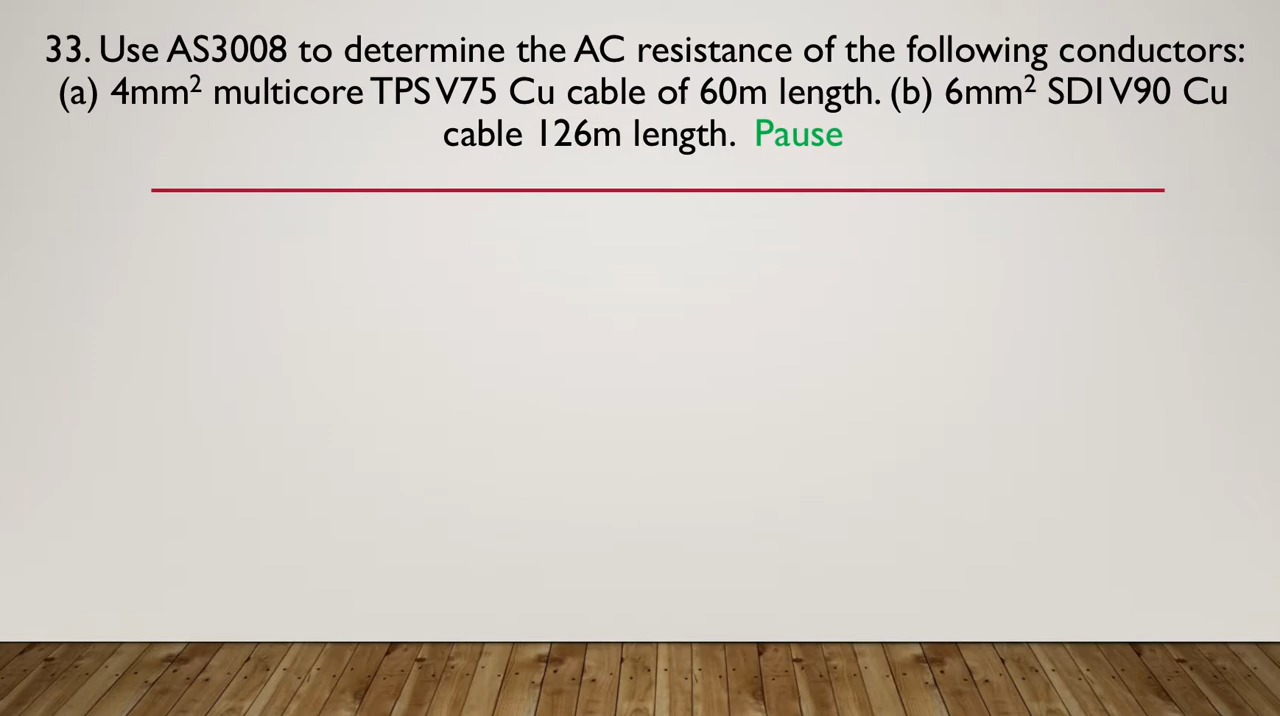 33. Use AS3008 to determine the AC resistance of the following conductors:
(a) 4mm² multicore TPS V75 Cu cable of 60m length. (b) 6mm² SDI V90 Cu
cable 126m length. Pause